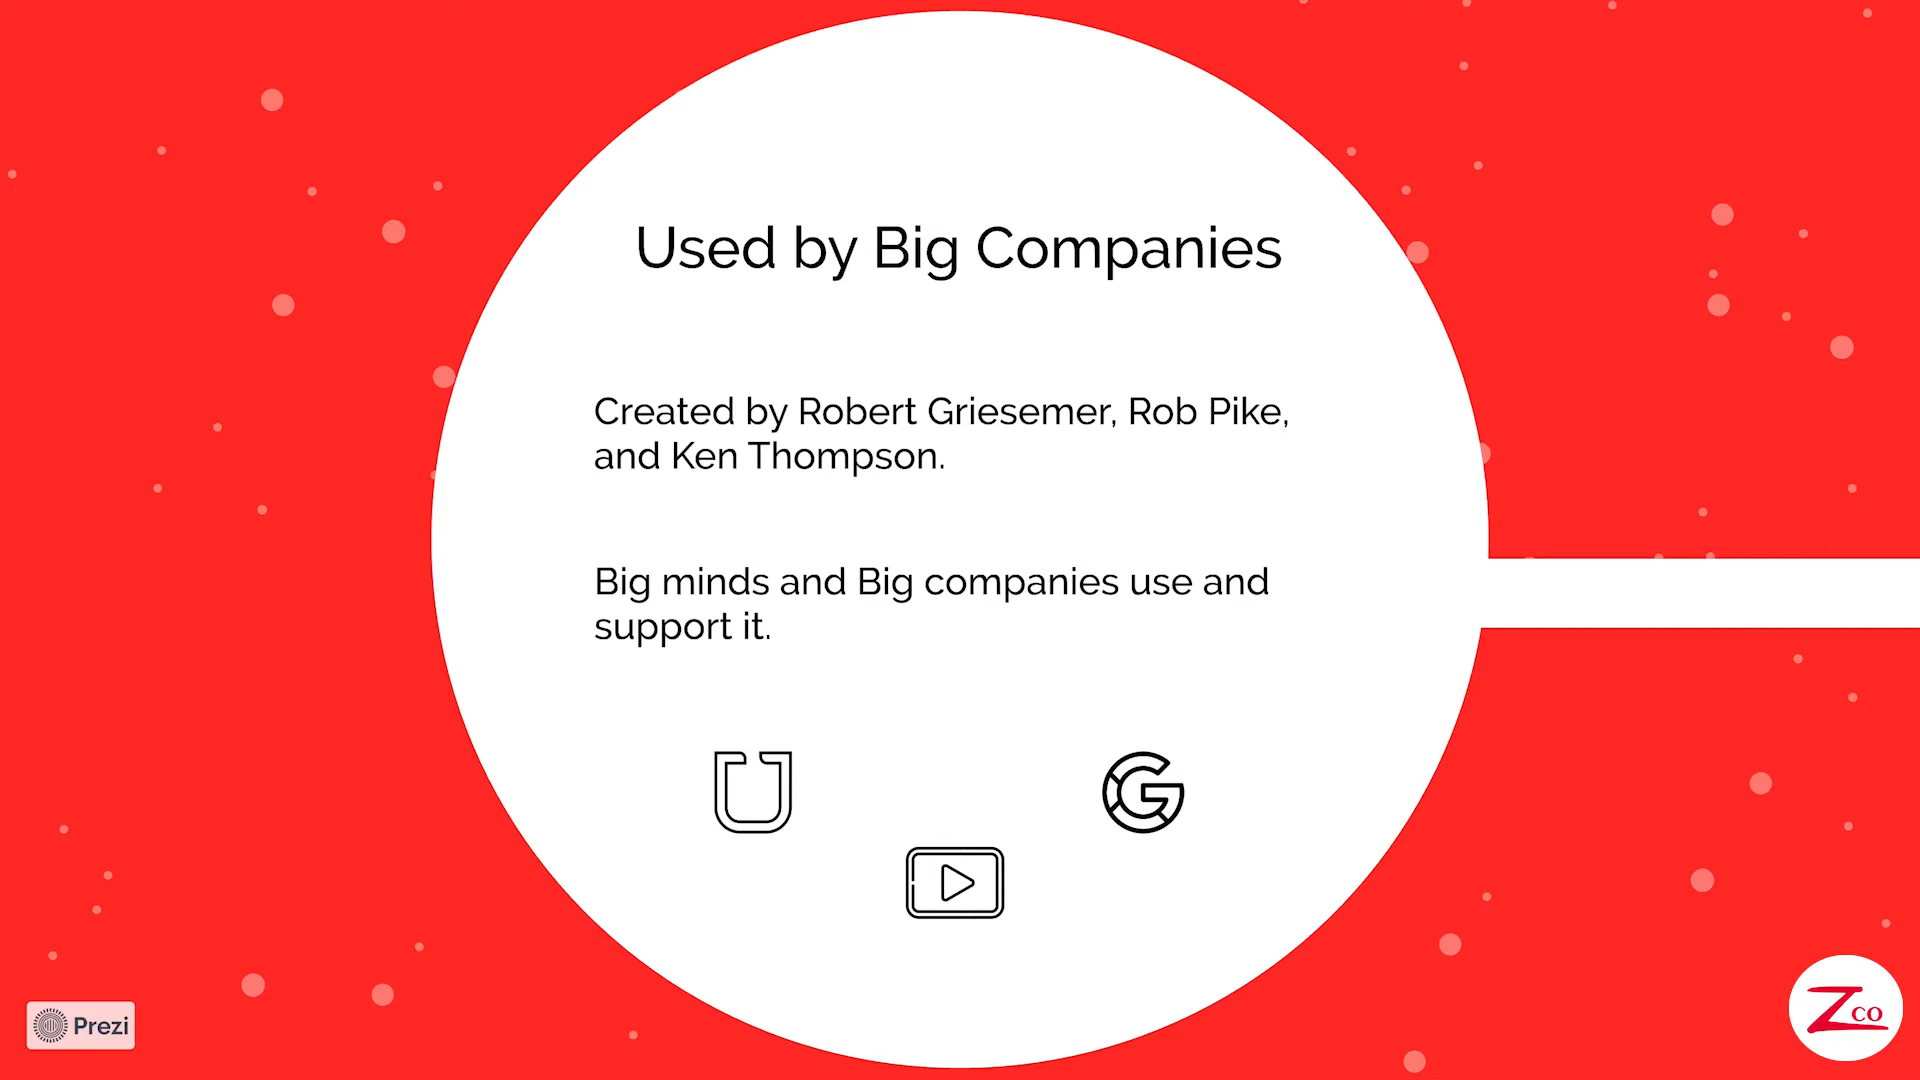 Used by Big Companies
Created by Robert Griesemer, Rob Pike,
and Ken Thompson.
Big minds and Big companies use and
support it.
U
G
Prezi
Zco